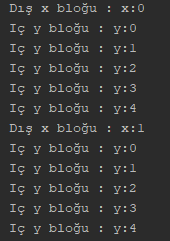 Dış x bloğu : x:0
Iç y bloğu : y:0
Iç y bloğu : y:1
Iç y bloğu : y:2
Iç y bloğu : y:3
Iç y bloğu : y:4
Dış x bloğu : x:1
Iç y bloğu : y:0
Iç y bloğu : y:1
Iç y bloğu : y:2
Iç y bloğu : y:3
Iç y bloğu : y:4